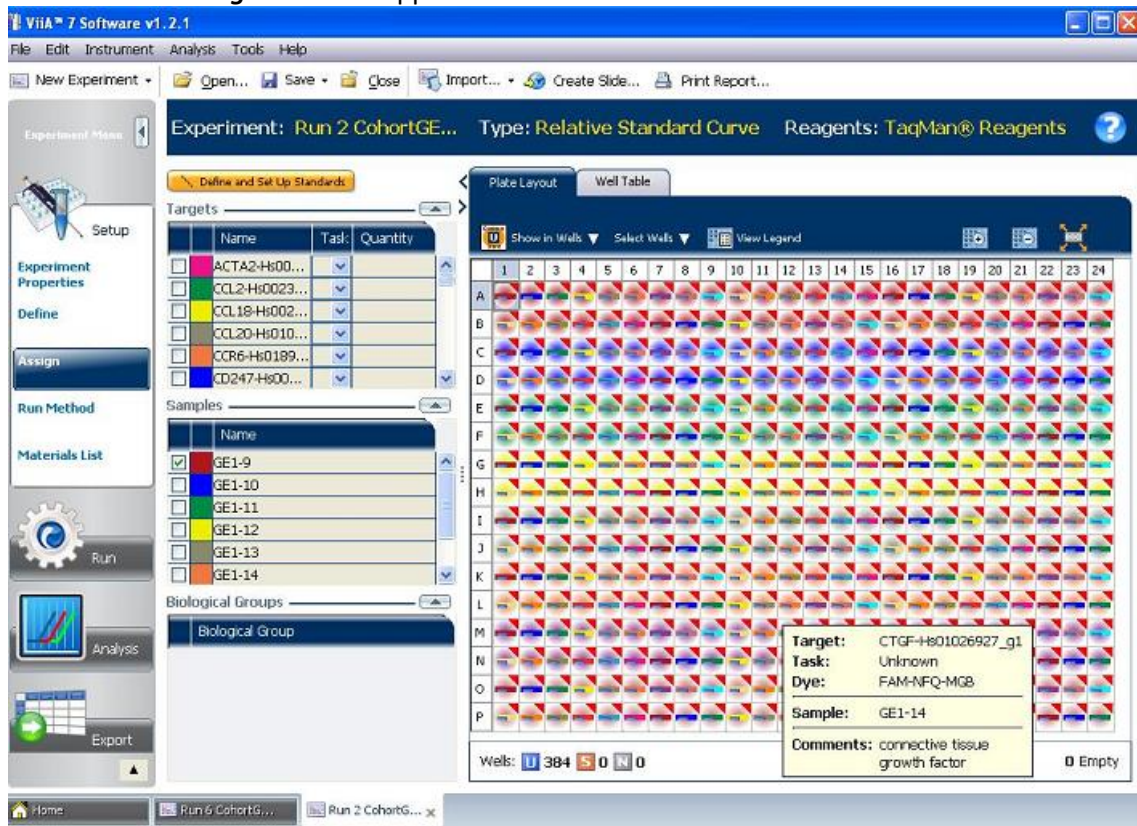 ViiA™ 7 Software v1.2.1
File Edit Instrument Analysis Tools Help
New Experiment Open... Save Close Import... Create Slide... Print Report...
Experiment Menu
Experiment: Run 2 CohortGE... Type: Relative Standard Curve Reagents: TaqMan® Reagents
Setup
Experiment Properties
Define
Assign
Run Method
Materials List
Run
Analysis
Export
Define and Set Up Standards
Targets
Name Task Quantity
ACTA2-Hs00...
CCL2-Hs0023...
CCL18-Hs002...
CCL20-Hs010...
CCR6-Hs0189...
CD247-Hs00...
Samples
Name
GE1-9
GE1-10
GE1-11
GE1-12
GE1-13
GE1-14
Biological Groups
Biological Group
Plate Layout Well Table
U Show in Wells Select Wells View Legend
1 2 3 4 5 6 7 8 9 10 11 12 13 14 15 16 17 18 19 20 21 22 23 24
A
B
C
D
E
F
G
H
I
J
K
L
M
N
O
P
Target: CTGF-Hs01026927_g1
Task: Unknown
Dye: FAM-NFQ-MGB
Sample: GE1-14
Comments: connective tissue
growth factor
Wells: U 384 S 0 N 0 0 Empty
Home Run 6 CohortG... Run 2 CohortG... x